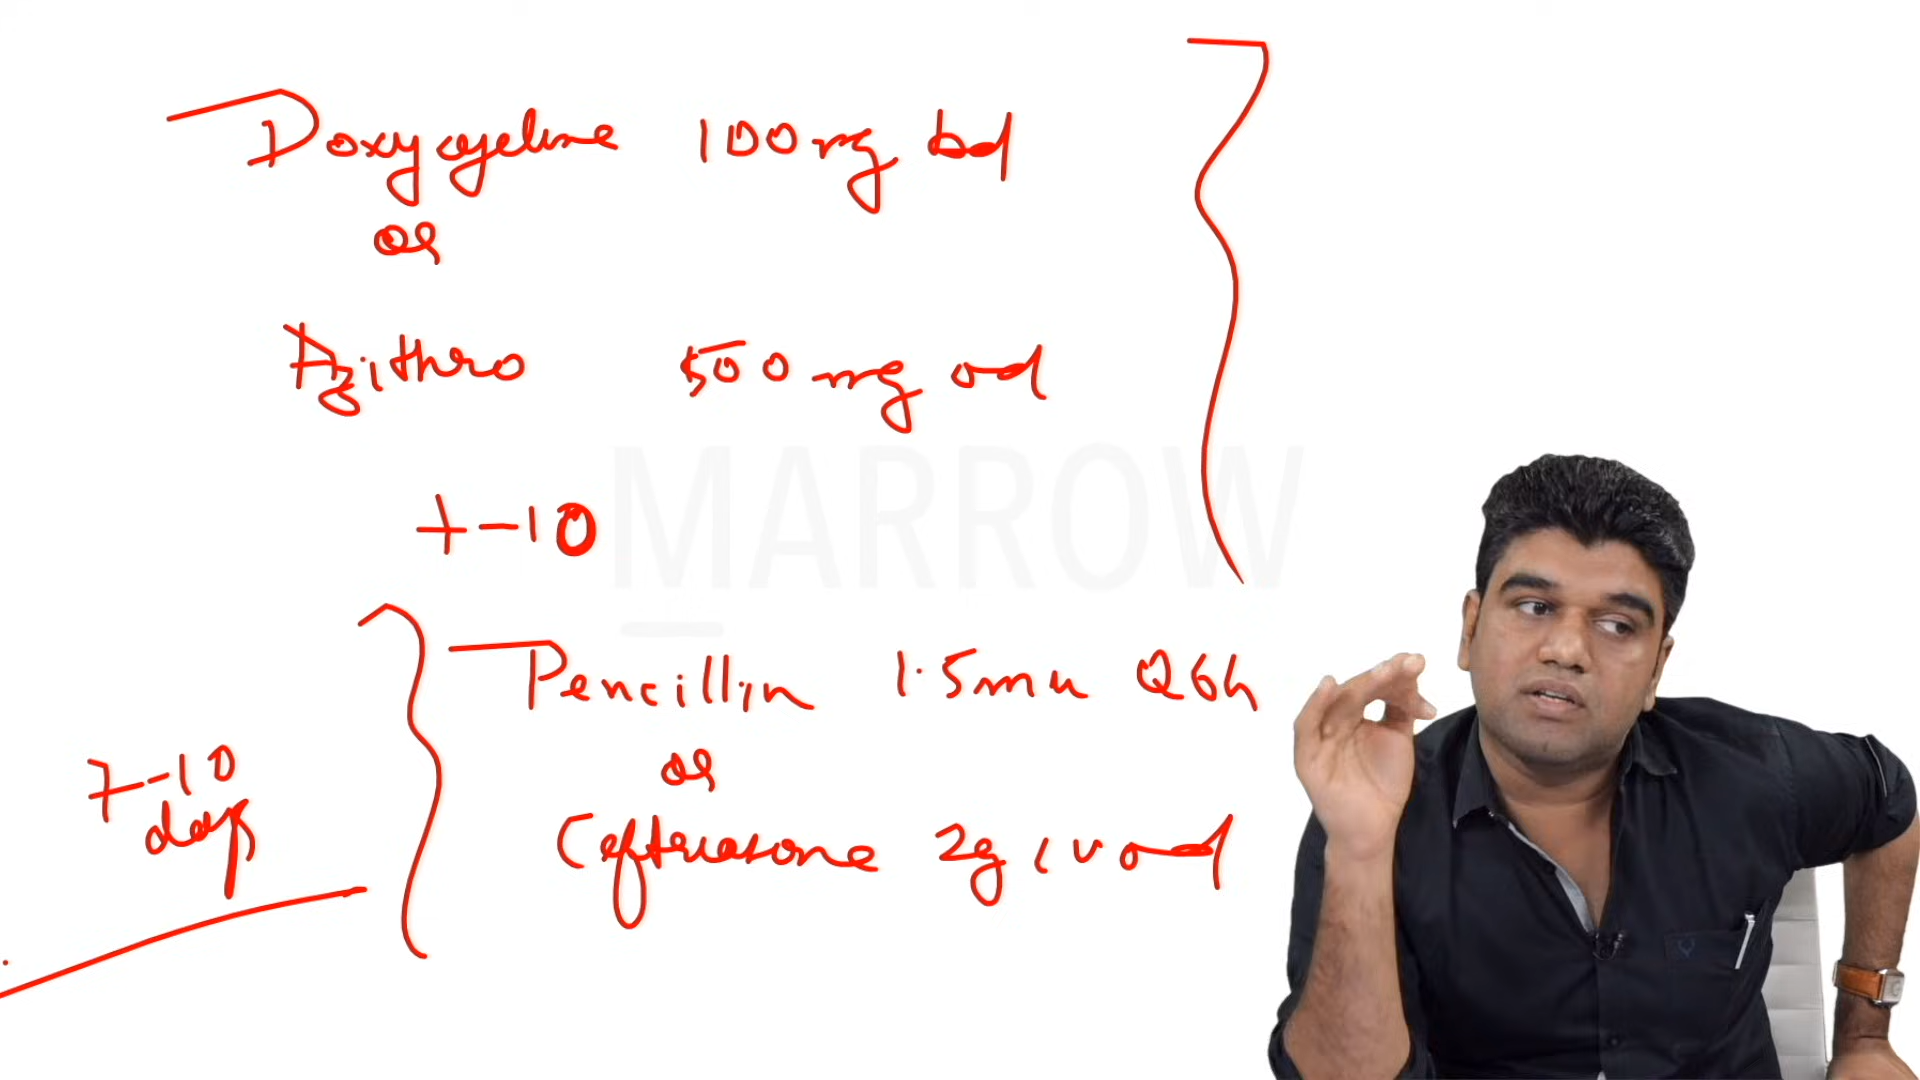 Doxycycline 100mg bd
or
Azithro 500mg od
7-10
MARROW
Pencillin 1.5mu Q6h
or
7-10
days
Ceftriaxone 2g iv od